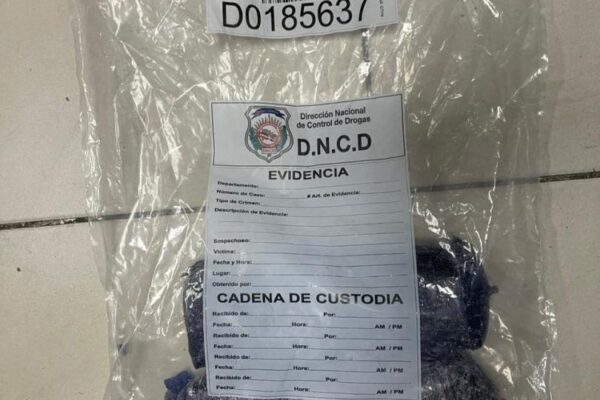 D0185637
Dirección Nacional
de Control de Drogas
D.N.C.D
EVIDENCIA
Departamento:
Número de Caso: # Art. de Evidencia:
Tipo de Crimen:
Descripción de Evidencia:
Sospechoso:
Víctima:
Fecha y Hora:
Lugar:
Obtenido por:
CADENA DE CUSTODIA
Recibido de: Por:
Fecha: Hora: AM / PM
Recibido de: Por:
Fecha: Hora: AM / PM
Recibido de: Por:
Fecha: Hora: AM / PM
Recibido de: Por:
Fecha: Hora: AM / PM